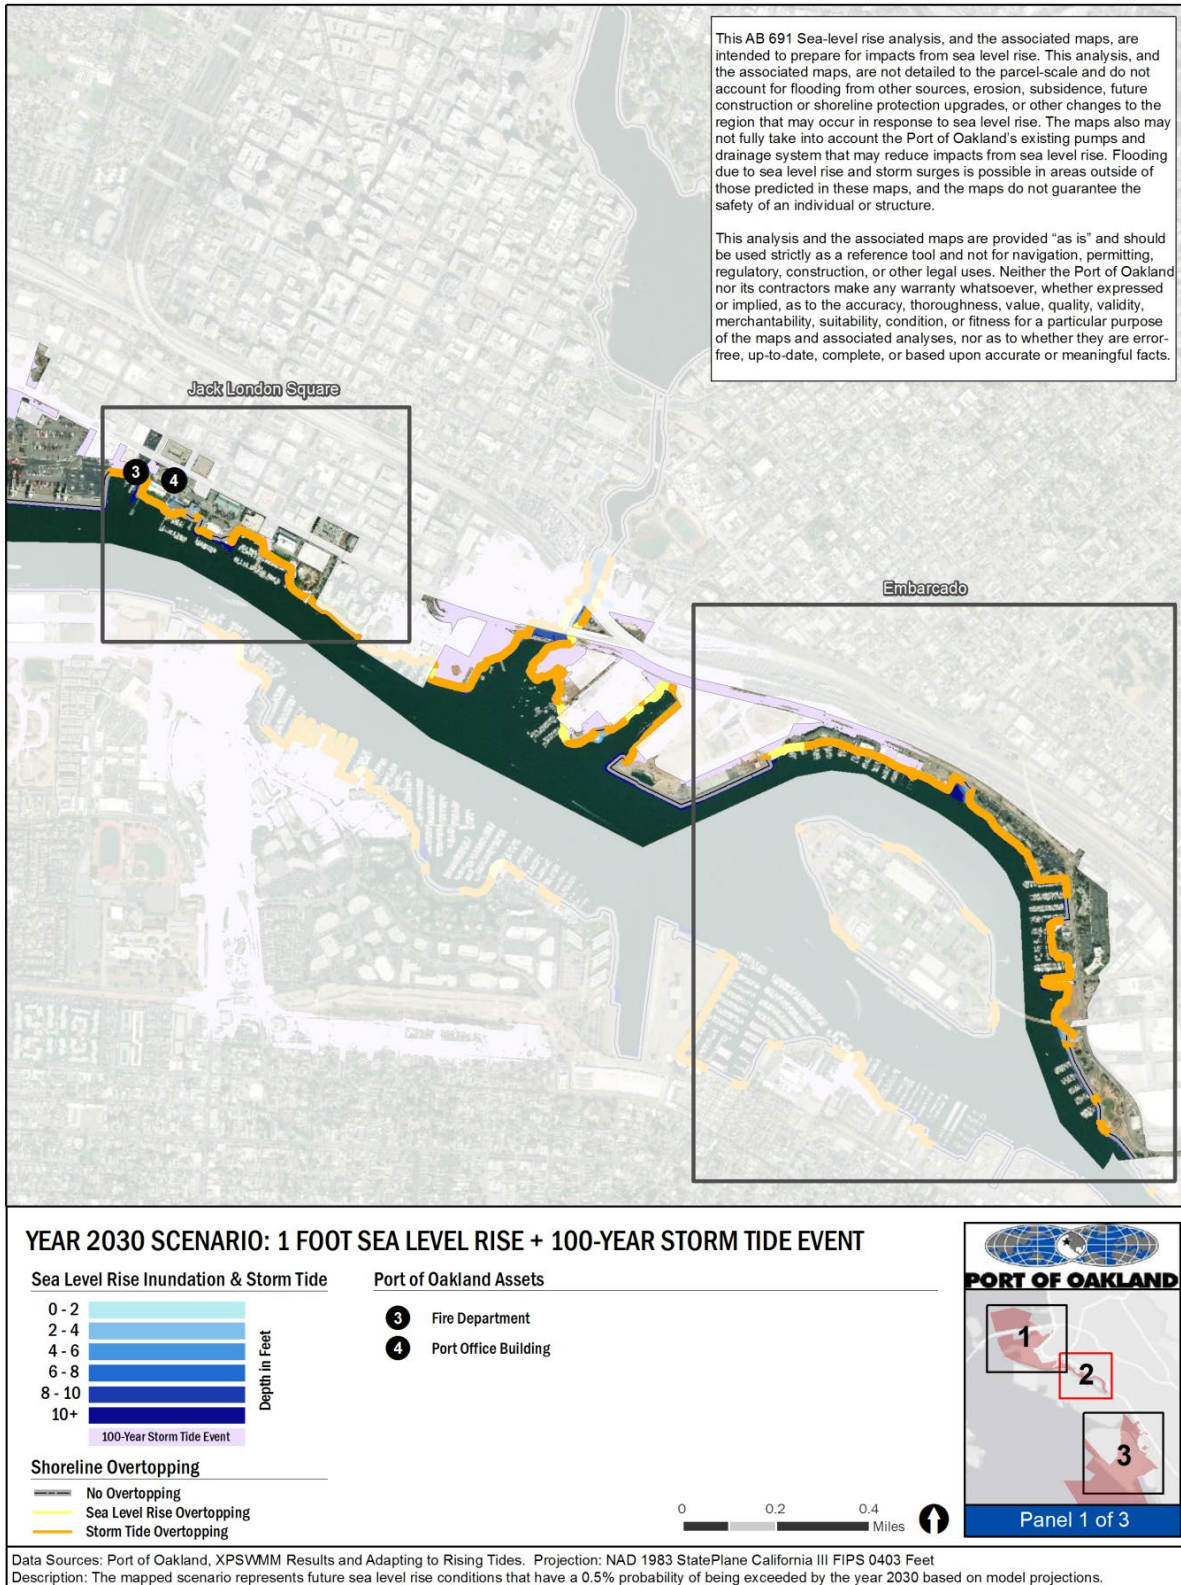 This AB 691 Sea-level rise analysis, and the associated maps, are
intended to prepare for impacts from sea level rise. This analysis, and
the associated maps, are not detailed to the parcel-scale and do not
account for flooding from other sources, erosion, subsidence, future
construction or shoreline protection upgrades, or other changes to the
region that may occur in response to sea level rise. The maps also may
not fully take into account the Port of Oakland's existing pumps and
drainage system that may reduce impacts from sea level rise. Flooding
due to sea level rise and storm surges is possible in areas outside of
those predicted in these maps, and the maps do not guarantee the
safety of an individual or structure.
This analysis and the associated maps are provided “as is” and should
be used strictly as a reference tool and not for navigation, permitting,
regulatory, construction, or other legal uses. Neither the Port of Oakland
nor its contractors make any warranty whatsoever, whether expressed
or implied, as to the accuracy, thoroughness, value, quality, validity,
merchantability, suitability, condition, or fitness for a particular purpose
of the maps and associated analyses, nor as to whether they are error-
free, up-to-date, complete, or based upon accurate or meaningful facts.
Jack London Square
3
4
Embarcado
YEAR 2030 SCENARIO: 1 FOOT SEA LEVEL RISE + 100-YEAR STORM TIDE EVENT
Sea Level Rise Inundation & Storm Tide
0 - 2
2 - 4
4 - 6
6 - 8
8 - 10
10+
Depth in Feet
100-Year Storm Tide Event
Shoreline Overtopping
No Overtopping
Sea Level Rise Overtopping
Storm Tide Overtopping
Port of Oakland Assets
3 Fire Department
4 Port Office Building
0 0.2 0.4
Miles
PORT OF OAKLAND
1
2
3
Panel 1 of 3
Data Sources: Port of Oakland, XPSWMM Results and Adapting to Rising Tides. Projection: NAD 1983 StatePlane California III FIPS 0403 Feet
Description: The mapped scenario represents future sea level rise conditions that have a 0.5% probability of being exceeded by the year 2030 based on model projections.